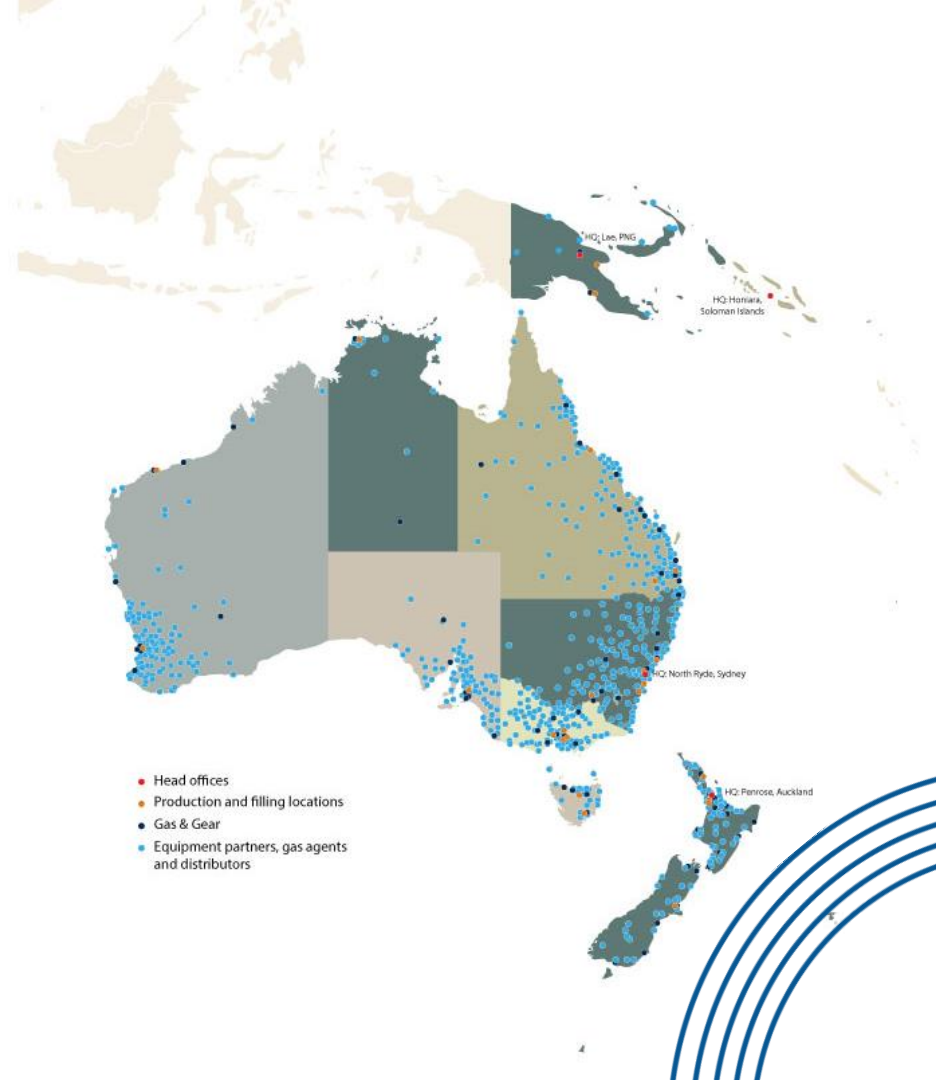 HQ: Lae, PNG
HQ: Honiara,
Soloman Islands
HQ: North Ryde, Sydney
HQ: Penrose, Auckland
Head offices
Production and filling locations
Gas & Gear
Equipment partners, gas agents
and distributors